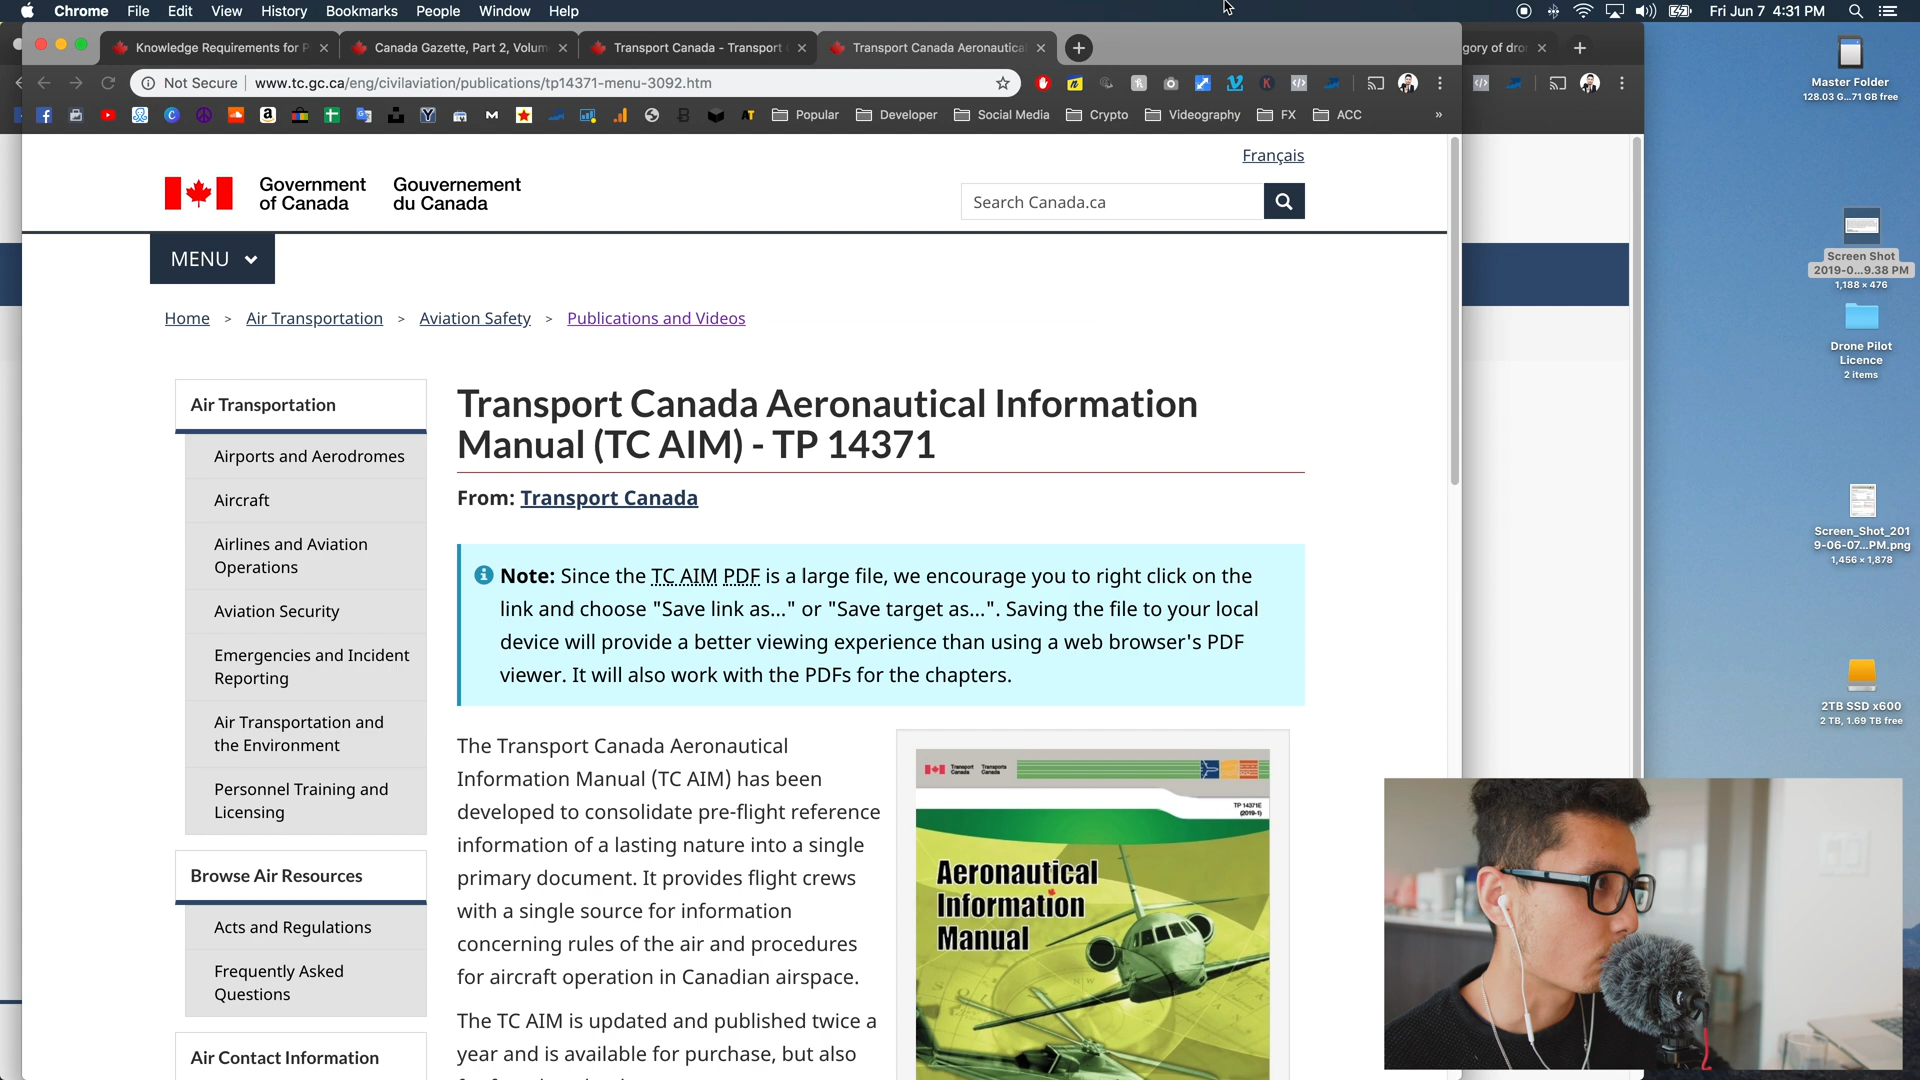 Chrome File Edit View History Bookmarks People Window Help
Fri Jun 7 4:31 PM
Knowledge Requirements for P
Canada Gazette, Part 2, Volum
Transport Canada - Transport
Transport Canada Aeronautica
gory of dro
Not Secure www.tc.gc.ca/eng/civilaviation/publications/tp14371-menu-3092.htm
Popular Developer Social Media Crypto Videography FX ACC
Français
Government of Canada
Gouvernement du Canada
Search Canada.ca
MENU
Home > Air Transportation > Aviation Safety > Publications and Videos
Air Transportation
Airports and Aerodromes
Aircraft
Airlines and Aviation
Operations
Aviation Security
Emergencies and Incident
Reporting
Air Transportation and
the Environment
Personnel Training and
Licensing
Browse Air Resources
Acts and Regulations
Frequently Asked
Questions
Air Contact Information
Transport Canada Aeronautical Information
Manual (TC AIM) - TP 14371
From: Transport Canada
Note: Since the TC AIM PDF is a large file, we encourage you to right click on the
link and choose "Save link as..." or "Save target as...". Saving the file to your local
device will provide a better viewing experience than using a web browser's PDF
viewer. It will also work with the PDFs for the chapters.
The Transport Canada Aeronautical
Information Manual (TC AIM) has been
developed to consolidate pre-flight reference
information of a lasting nature into a single
primary document. It provides flight crews
with a single source for information
concerning rules of the air and procedures
for aircraft operation in Canadian airspace.
The TC AIM is updated and published twice a
year and is available for purchase, but also
Transport Canada
Transports Canada
TP 14371E
(2019-1)
Aeronautical
Information
Manual
Master Folder
128.03 G...71 GB free
Screen Shot
2019-0...9.38 PM
1,188 × 476
Drone Pilot
Licence
2 items
Screen_Shot_201
9-06-07...PM.png
1,456 × 1,878
2TB SSD x600
2 TB, 1.69 TB free